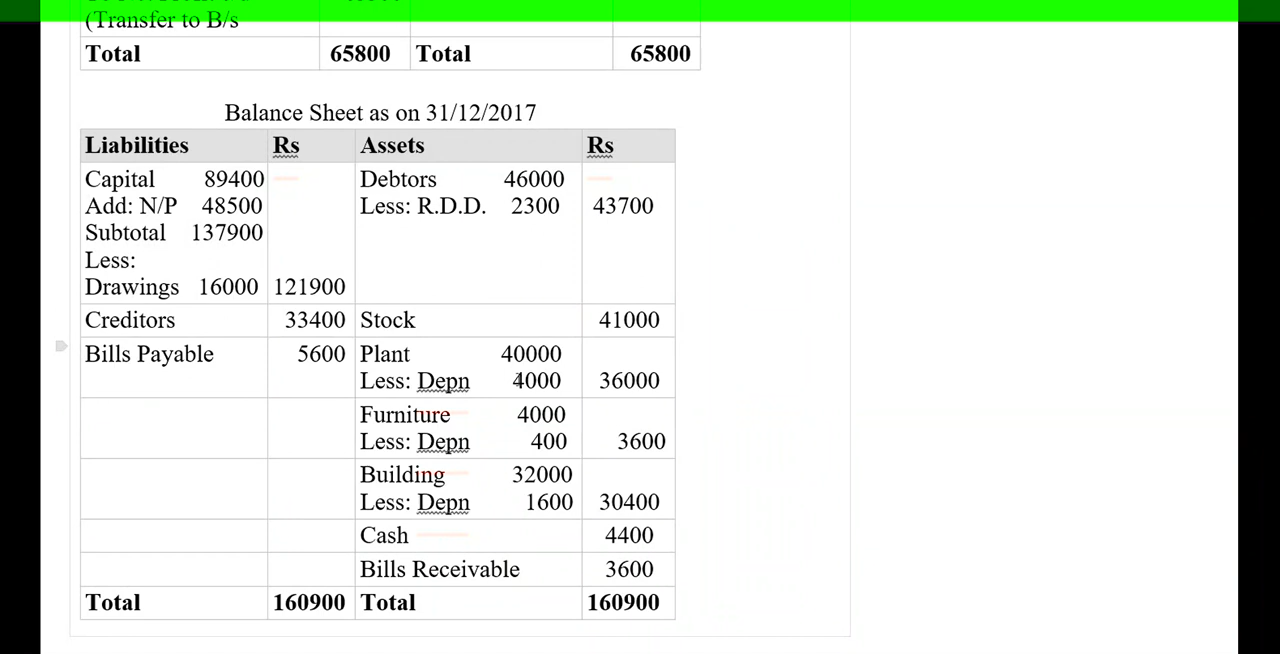 (Transfer to B/s
Total 65800 Total 65800
Balance Sheet as on 31/12/2017
Liabilities Rs Assets Rs
Capital 89400 Debtors 46000
Add: N/P 48500 Less: R.D.D. 2300 43700
Subtotal 137900
Less:
Drawings 16000 121900
Creditors 33400 Stock 41000
Bills Payable 5600 Plant 40000
Less: Depn 4000 36000
Furniture 4000
Less: Depn 400 3600
Building 32000
Less: Depn 1600 30400
Cash 4400
Bills Receivable 3600
Total 160900 Total 160900